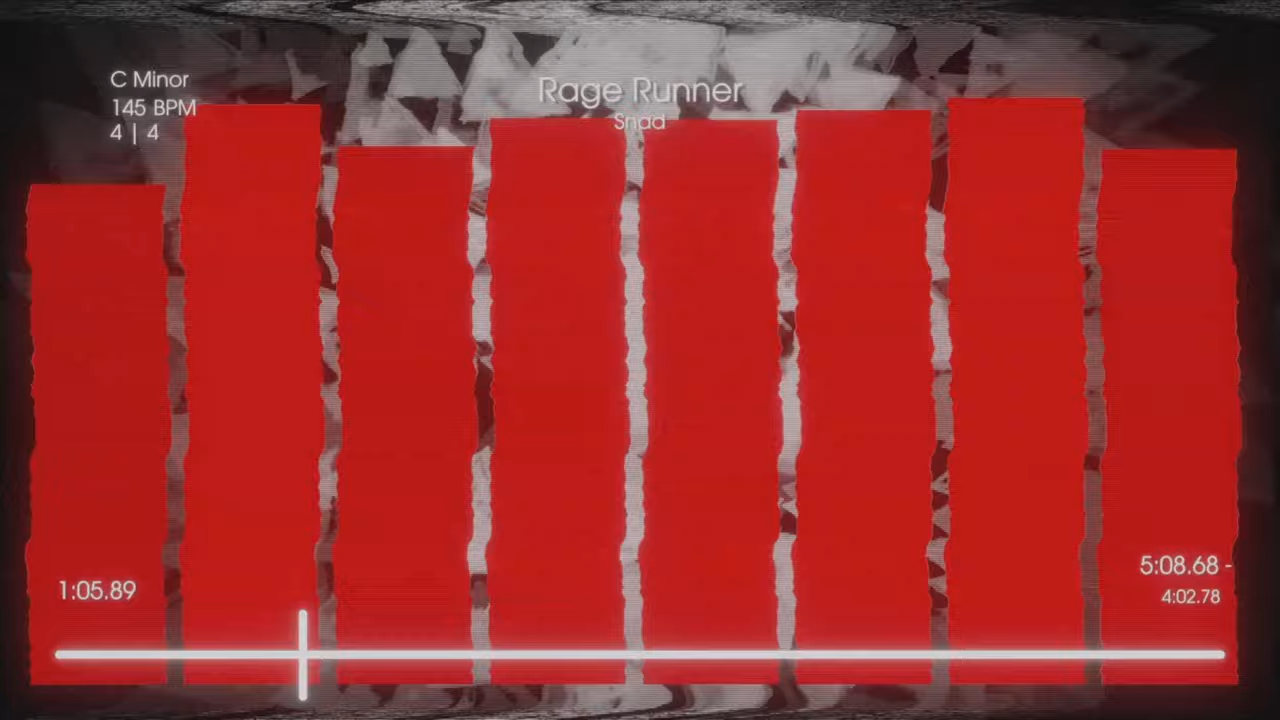 C Minor
145 BPM
4 | 4
Rage Runner
Snad
1:05.89
5:08.68 -
4:02.78